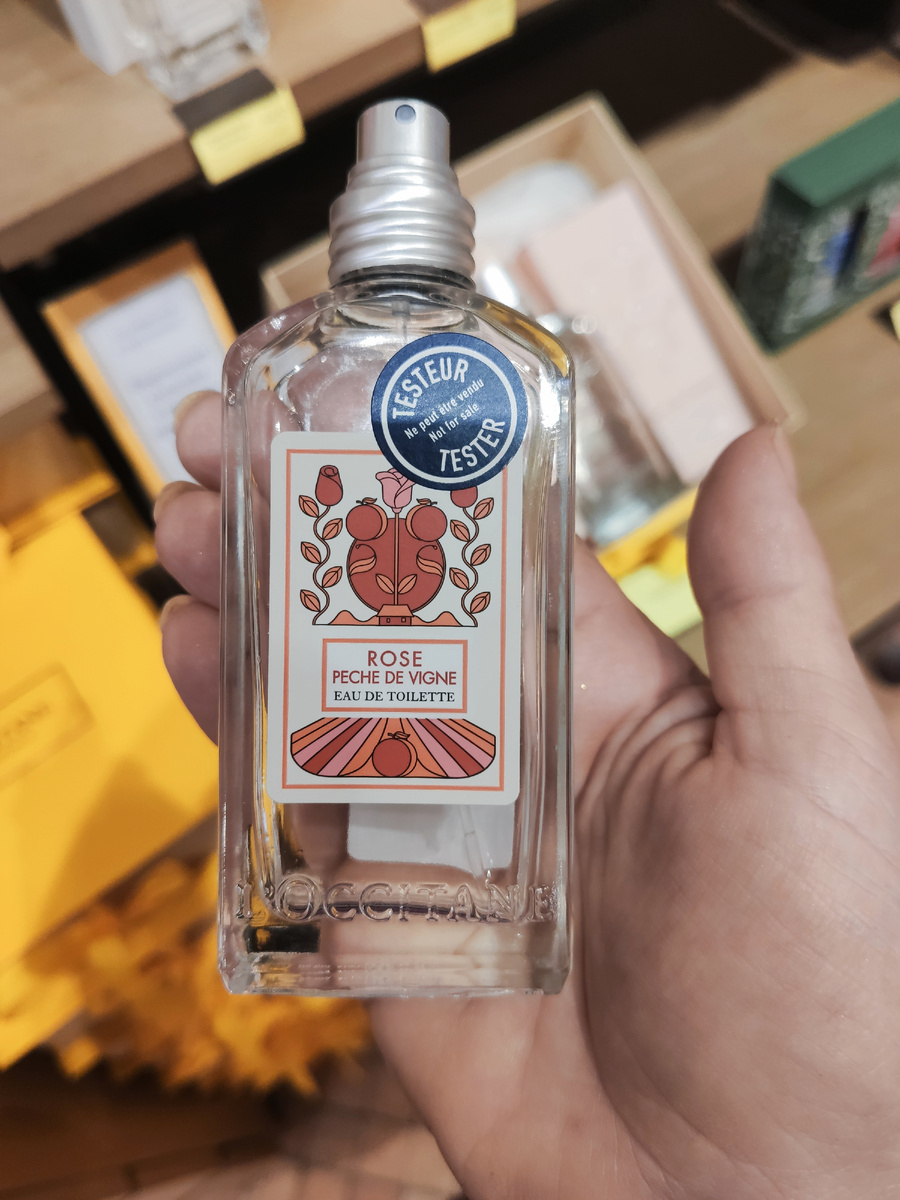 TESTEUR
Ne peut être vendu
Not for sale
TESTER
ROSE
PECHE DE VIGNE
EAU DE TOILETTE
L'OCCITANE